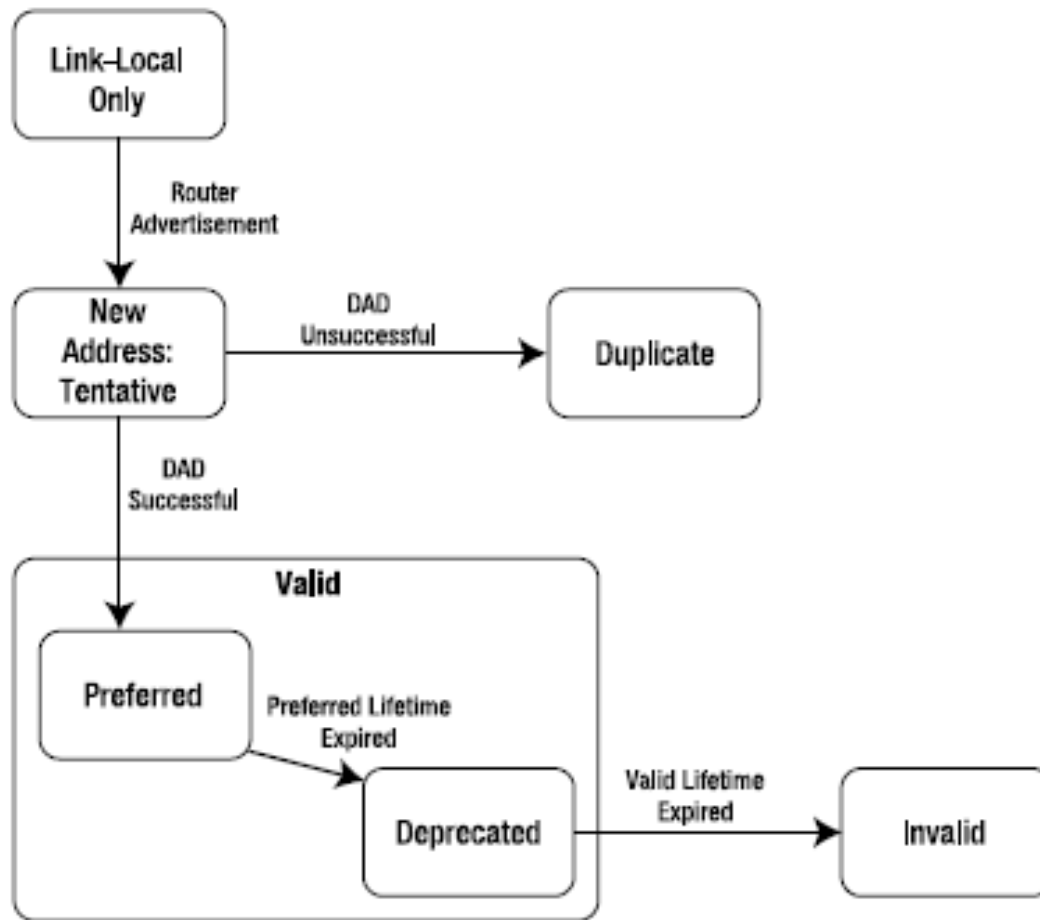 Link–Local
Only
Router
Advertisement
New
Address:
Tentative
DAD
Unsuccessful
Duplicate
DAD
Successful
Valid
Preferred
Preferred Lifetime
Expired
Deprecated
Valid Lifetime
Expired
Invalid